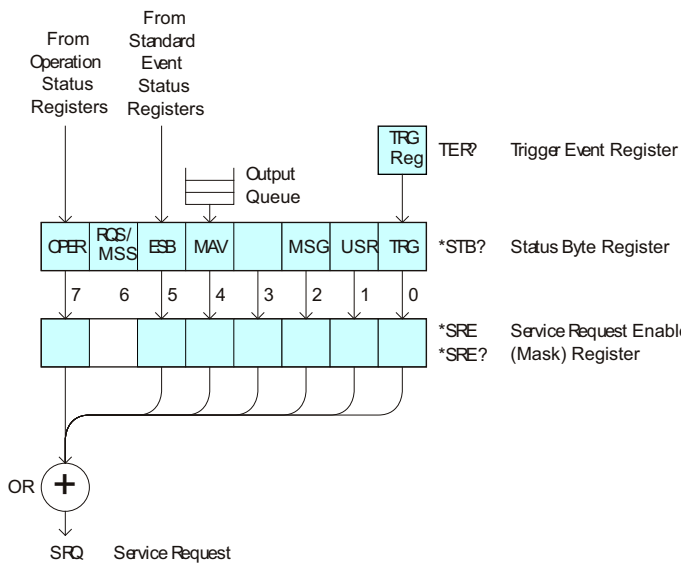 From
Operation
Status
Registers
From
Standard
Event
Status
Registers
Output
Queue
TRG
Reg
TER? Trigger Event Register
OPER RQS/
MSS ESB MAV MSG USR TRG *STB? Status Byte Register
7 6 5 4 3 2 1 0
*SRE Service Request Enable
*SRE? (Mask) Register
OR +
SRQ Service Request